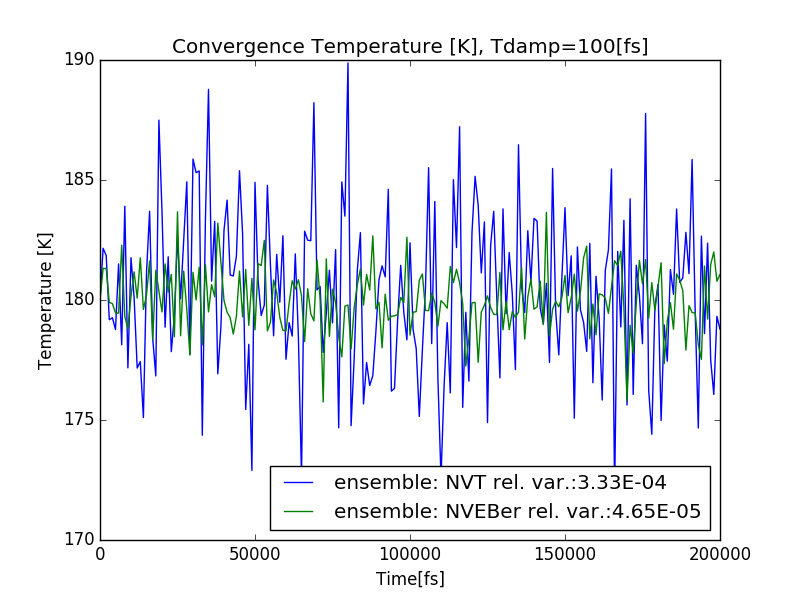 Convergence Temperature [K], Tdamp=100[fs]
190
185
180
175
170
Temperature [K]
ensemble: NVT rel. var.:3.33E-04
ensemble: NVEBer rel. var.:4.65E-05
0 50000 100000 150000 200000
Time[fs]